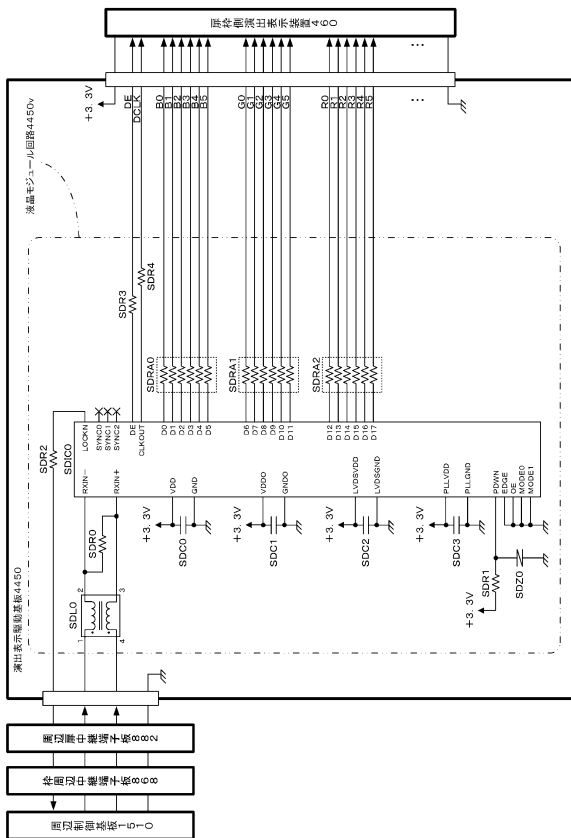 扉枠側演出表示装置460
+3. 3V
DE
DCLK
B0
B1
B2
B3
B4
B5
G0
G1
G2
G3
G4
G5
R0
R1
R2
R3
R4
R5
...
...
液晶モジュール回路4450v
SDR3
SDR4
SDRA0
SDRA1
SDRA2
SDR2
SDIC0
LOCKN
SYNC0
SYNC1
SYNC2
DE
CLKOUT
D0
D1
D2
D3
D4
D5
D6
D7
D8
D9
D10
D11
D12
D13
D14
D15
D16
D17
RXIN-
RXIN+
VDD
GND
VDDO
GNDO
LVDSVDD
LVDSGND
PLLVDD
PLLGND
PDWN
EDGE
OE
MODE0
MODE1
SDR0
+3. 3V
SDC0
+3. 3V
SDC1
+3. 3V
SDC2
+3. 3V
SDC3
+3. 3V
SDR1
SDZ0
SDL0
1
2
3
4
演出表示駆動基板4450
周辺扉中継端子板882
枠周辺中継端子板868
周辺制御基板1510